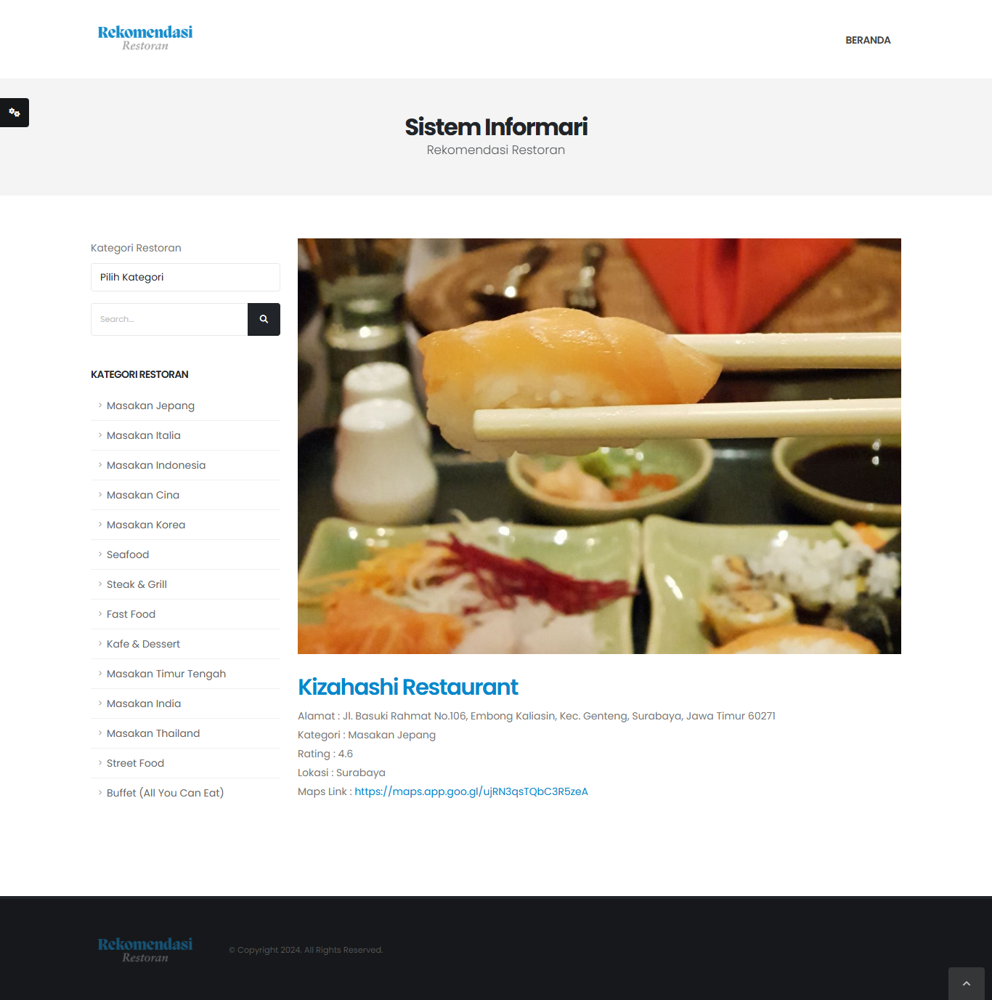 Rekomendasi
Restoran
BERANDA
Sistem Informari
Rekomendasi Restoran
Kategori Restoran
Pilih Kategori
Search...
KATEGORI RESTORAN
Masakan Jepang
Masakan Italia
Masakan Indonesia
Masakan Cina
Masakan Korea
Seafood
Steak & Grill
Fast Food
Kafe & Dessert
Masakan Timur Tengah
Masakan India
Masakan Thailand
Street Food
Buffet (All You Can Eat)
Kizahashi Restaurant
Alamat : Jl. Basuki Rahmat No.106, Embong Kaliasin, Kec. Genteng, Surabaya, Jawa Timur 60271
Kategori : Masakan Jepang
Rating : 4.6
Lokasi : Surabaya
Maps Link : https://maps.app.goo.gl/ujRN3qsTQbC3R5zeA
Rekomendasi
Restoran
© Copyright 2024. All Rights Reserved.